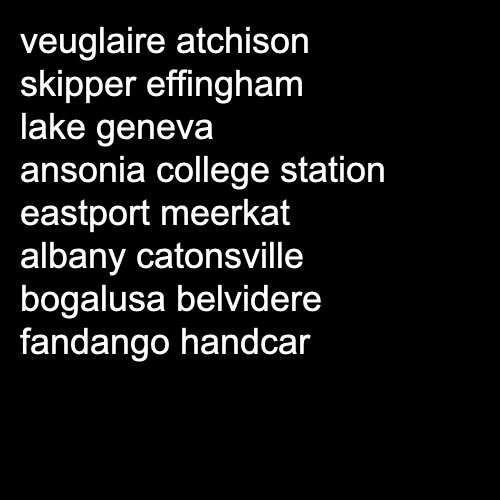 veuglaire atchison
skipper effingham
lake geneva
ansonia college station
eastport meerkat
albany catonsville
bogalusa belvidere
fandango handcar